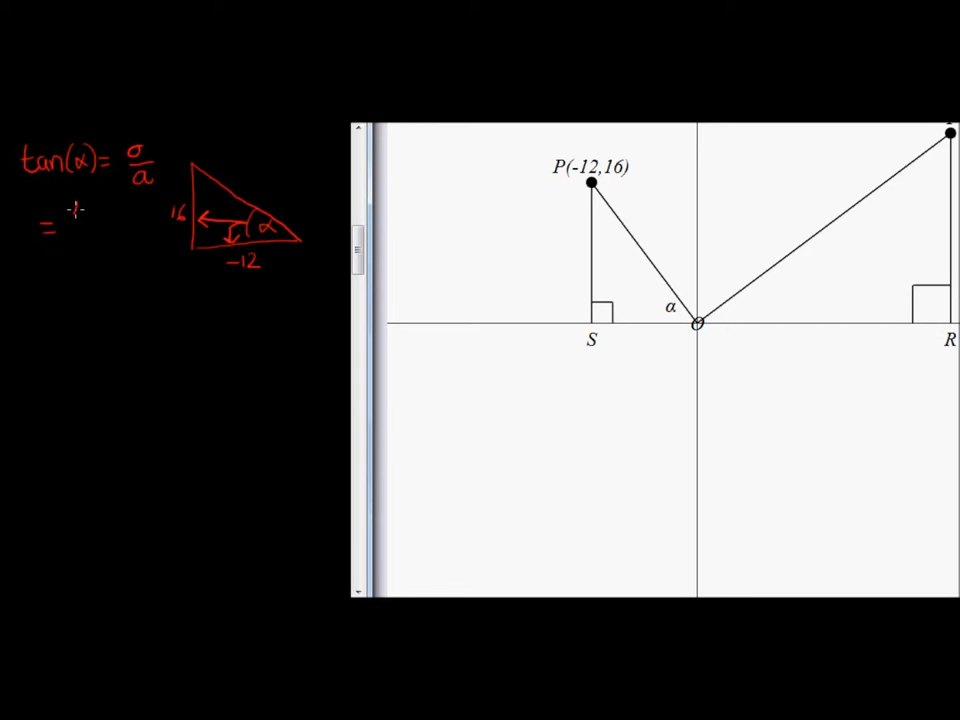 tan(α)= o/a
=
16
α
-12
P(-12,16)
α
O
S
R